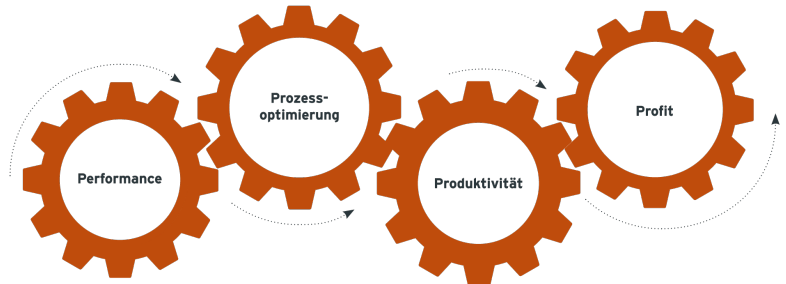 Performance
Prozess-
optimierung
Produktivität
Profit